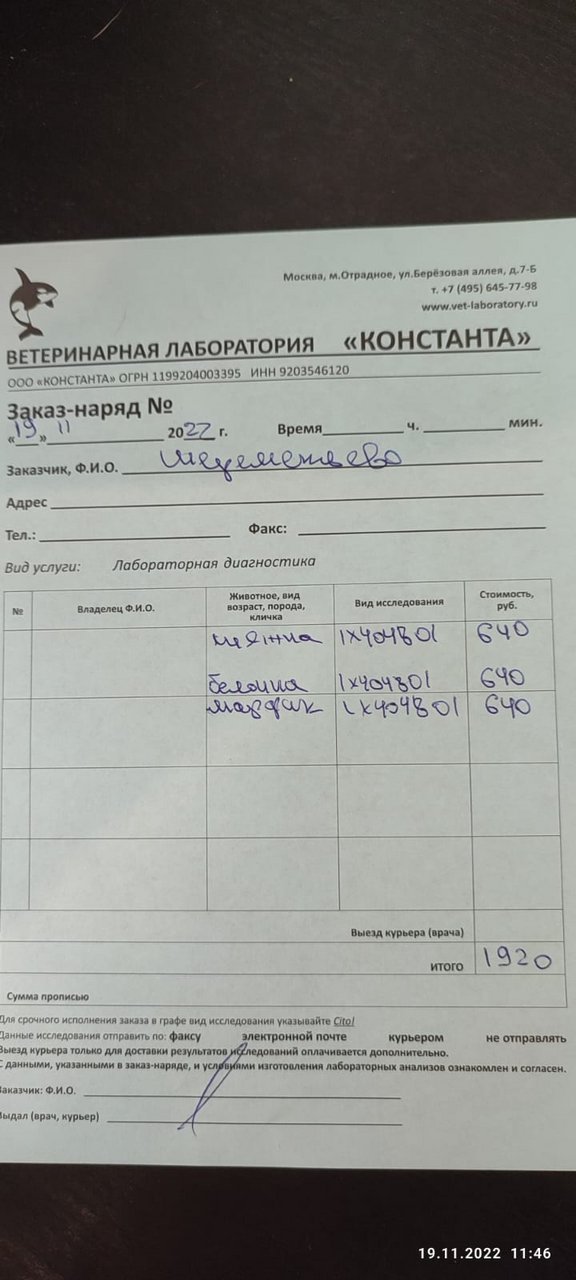 Москва, м.Отрадное, ул.Берёзовая аллея, д.7-Б
т. +7 (495) 645-77-98
www.vet-laboratory.ru
ВЕТЕРИНАРНАЯ ЛАБОРАТОРИЯ «КОНСТАНТА»
ООО «КОНСТАНТА» ОГРН 1199204003395 ИНН 9203546120
Заказ-наряд №
«19» 11 2022 г. Время ч. мин.
Заказчик, Ф.И.О. Шереметьево
Адрес
Тел.: Факс:
Вид услуги: Лабораторная диагностика
№ Владелец Ф.И.О. Животное, вид возраст, порода, кличка Вид исследования Стоимость, руб.
640
белочка 640
640
Выезд курьера (врача)
ИТОГО 1920
Сумма прописью
Для срочного исполнения заказа в графе вид исследования указывайте Cito!
Данные исследования отправить по: факсу электронной почте курьером не отправлять
Выезд курьера только для доставки результатов исследований оплачивается дополнительно.
С данными, указанными в заказ-наряде, и условиями изготовления лабораторных анализов ознакомлен и согласен.
Заказчик: Ф.И.О.
Выдал (врач, курьер)
19.11.2022 11:46